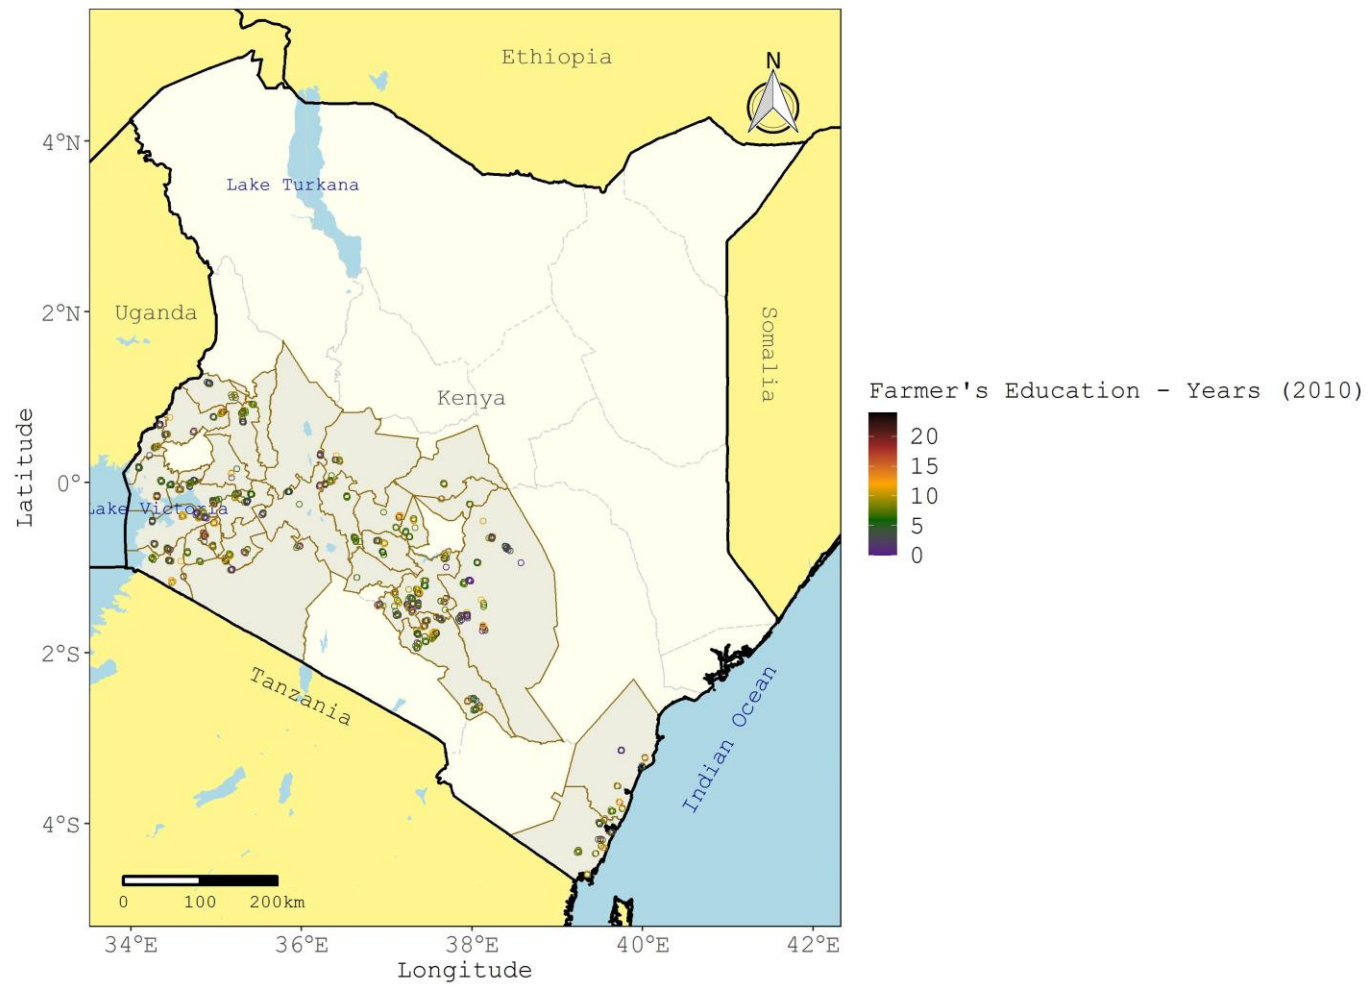 Ethiopia
N
4°N
Lake Turkana
2°N
Uganda
Somalia
Kenya
Farmer's Education - Years (2010)
20
15
10
5
0
Latitude
0°
Lake Victoria
2°S
Tanzania
Indian Ocean
4°S
0 100 200km
34°E 36°E 38°E 40°E 42°E
Longitude